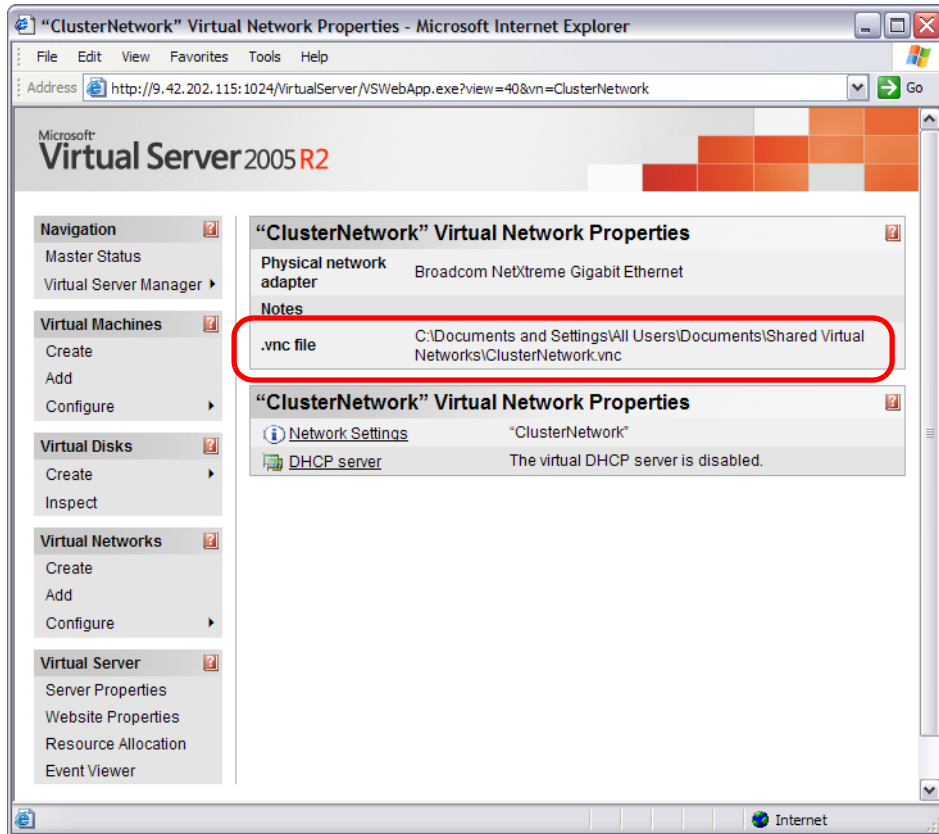 “ClusterNetwork” Virtual Network Properties - Microsoft Internet Explorer
File Edit View Favorites Tools Help
Address http://9.42.202.115:1024/VirtualServer/VSWebApp.exe?view=40&vn=ClusterNetwork Go
Microsoft
Virtual Server 2005 R2
Navigation
Master Status
Virtual Server Manager
Virtual Machines
Create
Add
Configure
Virtual Disks
Create
Inspect
Virtual Networks
Create
Add
Configure
Virtual Server
Server Properties
Website Properties
Resource Allocation
Event Viewer
“ClusterNetwork” Virtual Network Properties
Physical network
adapter
Broadcom NetXtreme Gigabit Ethernet
Notes
.vnc file
C:\Documents and Settings\All Users\Documents\Shared Virtual
Networks\ClusterNetwork.vnc
“ClusterNetwork” Virtual Network Properties
Network Settings “ClusterNetwork”
DHCP server The virtual DHCP server is disabled.
Internet